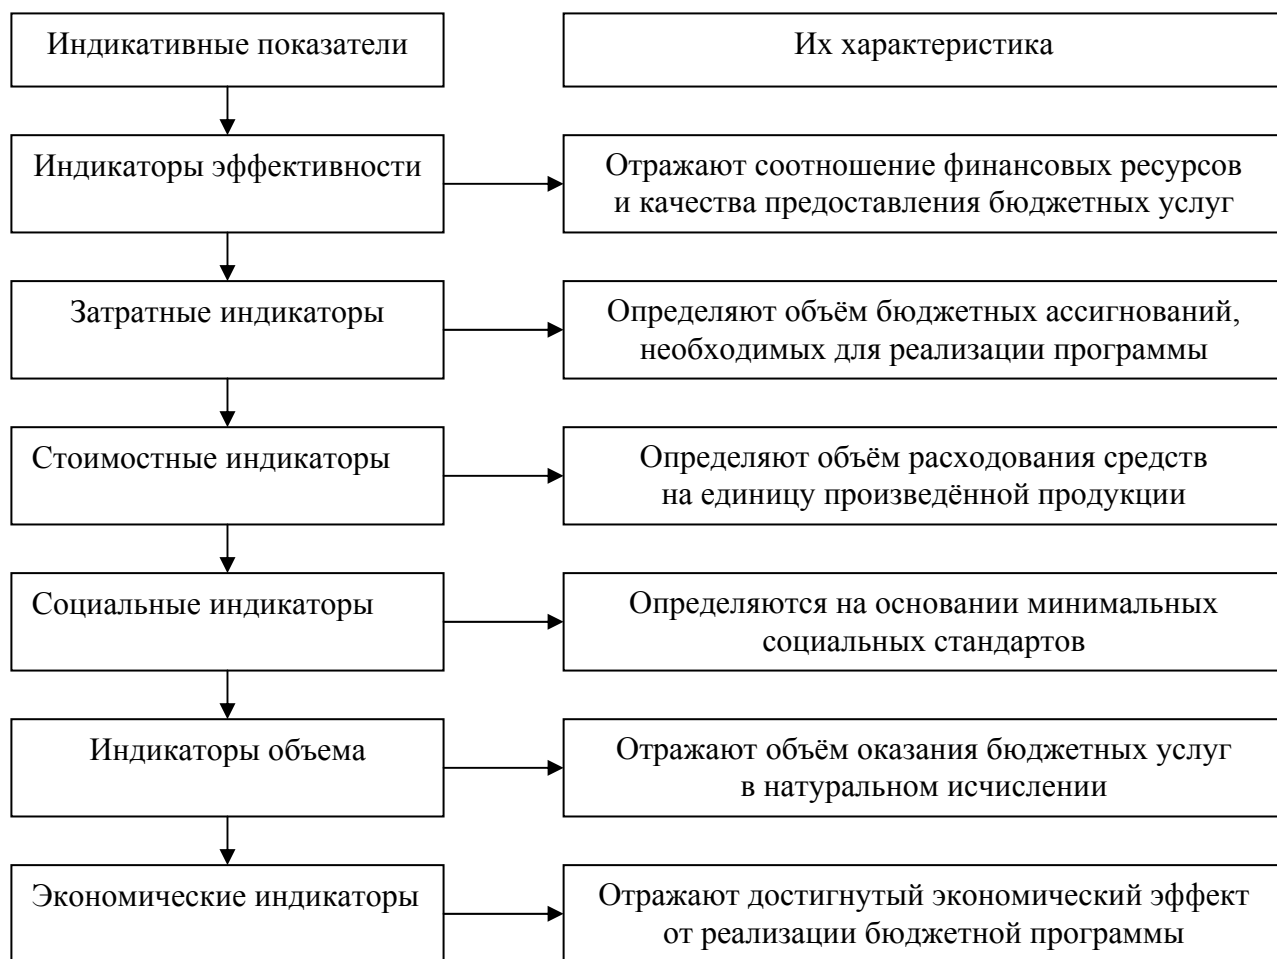 Индикативные показатели
Их характеристика
Индикаторы эффективности
Отражают соотношение финансовых ресурсов
и качества предоставления бюджетных услуг
Затратные индикаторы
Определяют объём бюджетных ассигнований,
необходимых для реализации программы
Стоимостные индикаторы
Определяют объём расходования средств
на единицу произведённой продукции
Социальные индикаторы
Определяются на основании минимальных
социальных стандартов
Индикаторы объема
Отражают объём оказания бюджетных услуг
в натуральном исчислении
Экономические индикаторы
Отражают достигнутый экономический эффект
от реализации бюджетной программы